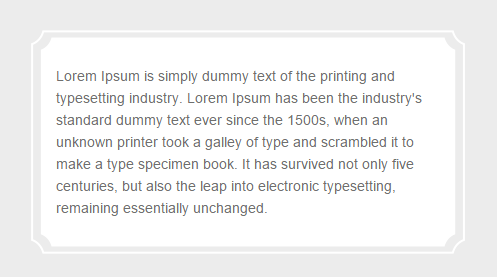 Lorem Ipsum is simply dummy text of the printing and
typesetting industry. Lorem Ipsum has been the industry's
standard dummy text ever since the 1500s, when an
unknown printer took a galley of type and scrambled it to
make a type specimen book. It has survived not only five
centuries, but also the leap into electronic typesetting,
remaining essentially unchanged.